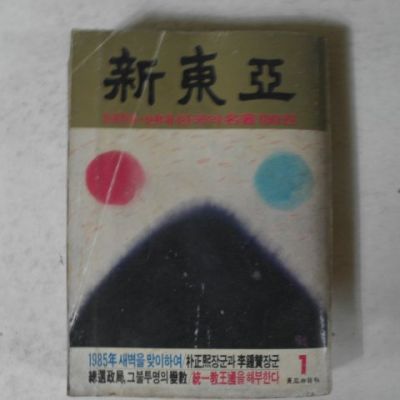 新東亞
1985年 새벽을 맞이하여/朴正熙장군과 李鍾贊장군
總選政局, 그 불투명의 變數/統一敎王國을 해부한다
1